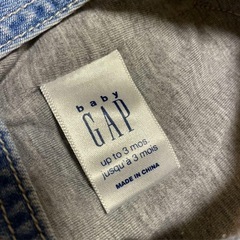 baby
GAP
up to 3 mos
jusqu'à 3 mois
MADE IN CHINA